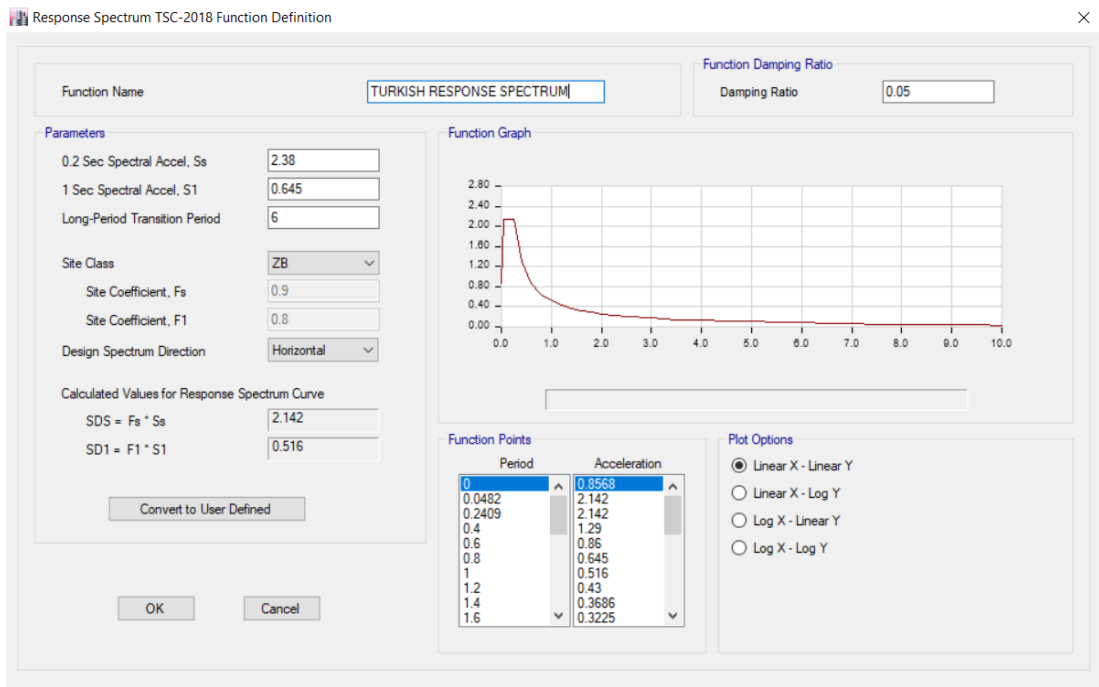 Response Spectrum TSC-2018 Function Definition
Function Name
TURKISH RESPONSE SPECTRUM
Function Damping Ratio
Damping Ratio
0.05
Parameters
0.2 Sec Spectral Accel, Ss
2.38
1 Sec Spectral Accel, S1
0.645
Long-Period Transition Period
6
Site Class
ZB
Site Coefficient, Fs
0.9
Site Coefficient, F1
0.8
Design Spectrum Direction
Horizontal
Calculated Values for Response Spectrum Curve
SDS = Fs * Ss
2.142
SD1 = F1 * S1
0.516
Convert to User Defined
OK
Cancel
Function Graph
2.80
2.40
2.00
1.60
1.20
0.80
0.40
0.00
0.0 1.0 2.0 3.0 4.0 5.0 6.0 7.0 8.0 9.0 10.0
Function Points
Period Acceleration
0 0.8568
0.0482 2.142
0.2409 2.142
0.4 1.29
0.6 0.86
0.8 0.645
1 0.516
1.2 0.43
1.4 0.3686
1.6 0.3225
Plot Options
Linear X - Linear Y
Linear X - Log Y
Log X - Linear Y
Log X - Log Y